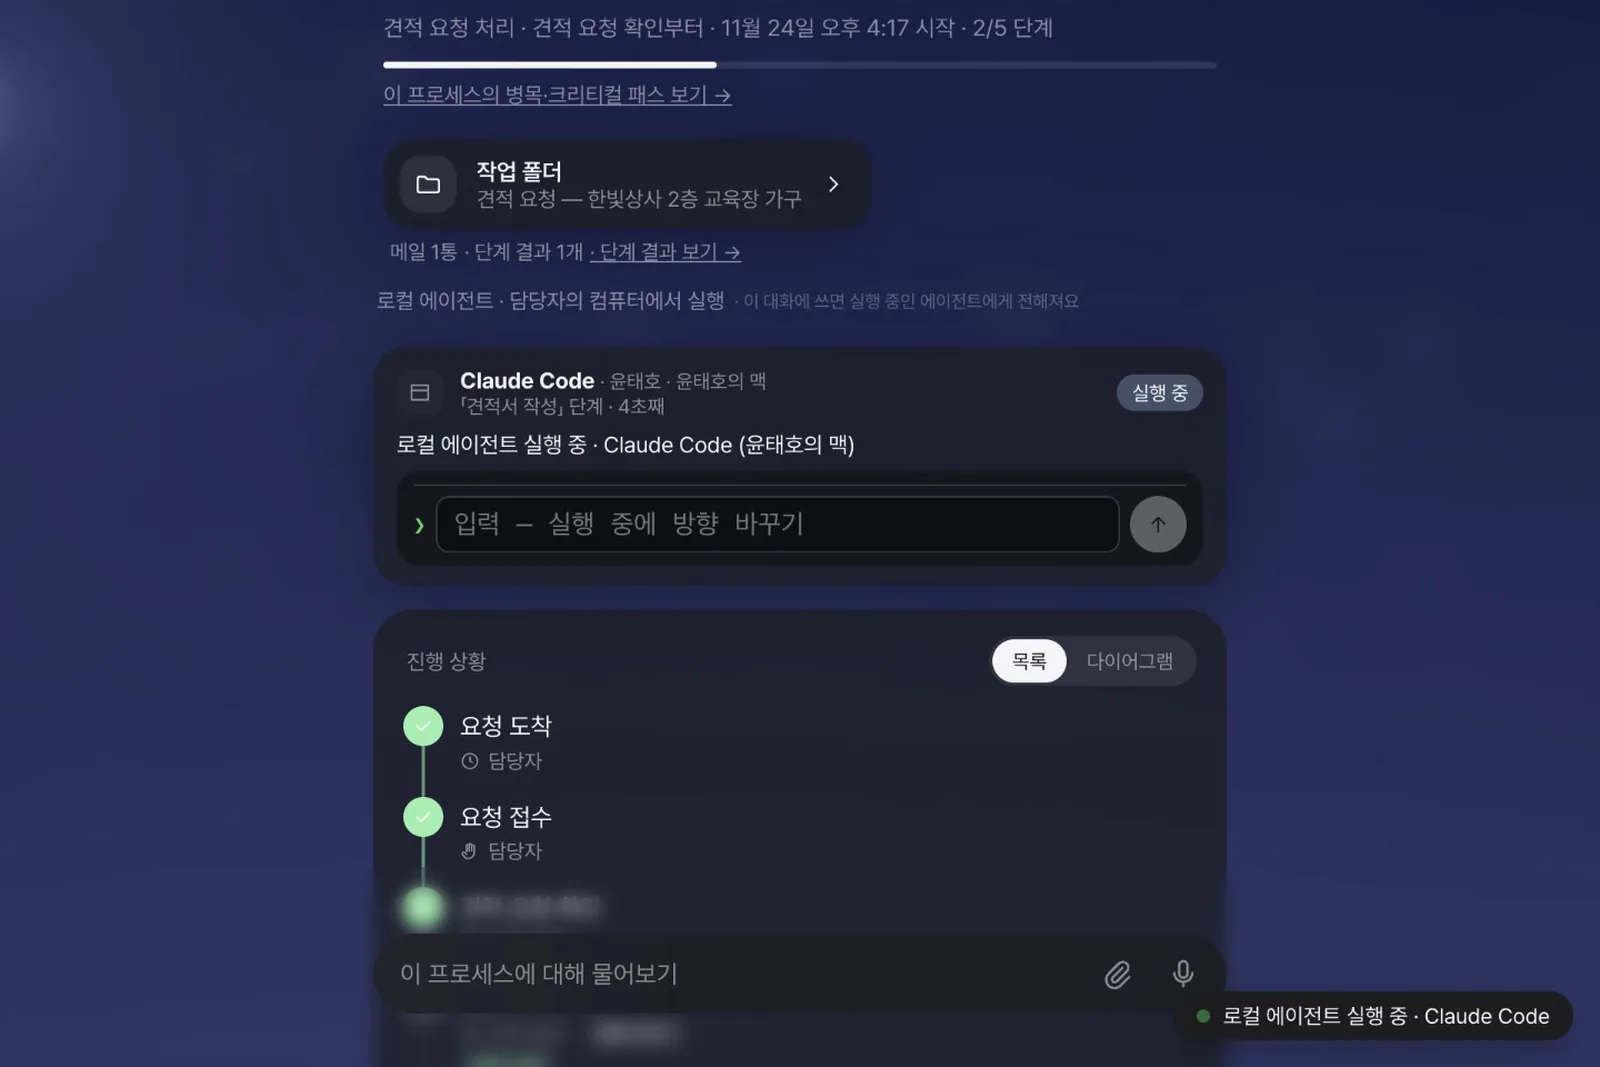 견적 요청 처리 · 견적 요청 확인부터 · 11월 24일 오후 4:17 시작 · 2/5 단계
이 프로세스의 병목·크리티컬 패스 보기 →
작업 폴더
견적 요청 — 한빛상사 2층 교육장 가구
메일 1통 · 단계 결과 1개 · 단계 결과 보기 →
로컬 에이전트 · 담당자의 컴퓨터에서 실행 · 이 대화에 쓰면 실행 중인 에이전트에게 전해져요
Claude Code · 윤태호 · 윤태호의 맥
「견적서 작성」 단계 · 4초째
실행 중
로컬 에이전트 실행 중 · Claude Code (윤태호의 맥)
❯ 입력 – 실행 중에 방향 바꾸기
진행 상황
목록 다이어그램
요청 도착
담당자
요청 접수
담당자
이 프로세스에 대해 물어보기
로컬 에이전트 실행 중 · Claude Code